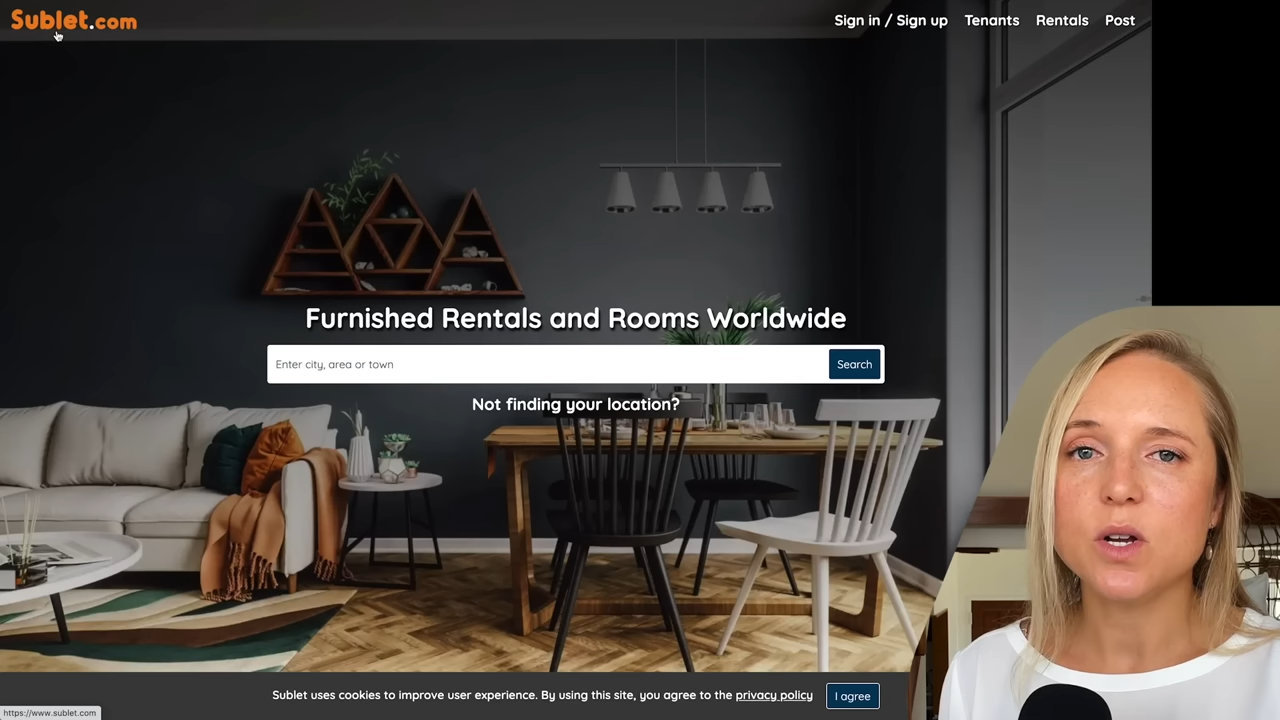 Sublet.com
Sign in / Sign up Tenants Rentals Post
Furnished Rentals and Rooms Worldwide
Enter city, area or town Search
Not finding your location?
Sublet uses cookies to improve user experience. By using this site, you agree to the privacy policy I agree
https://www.sublet.com